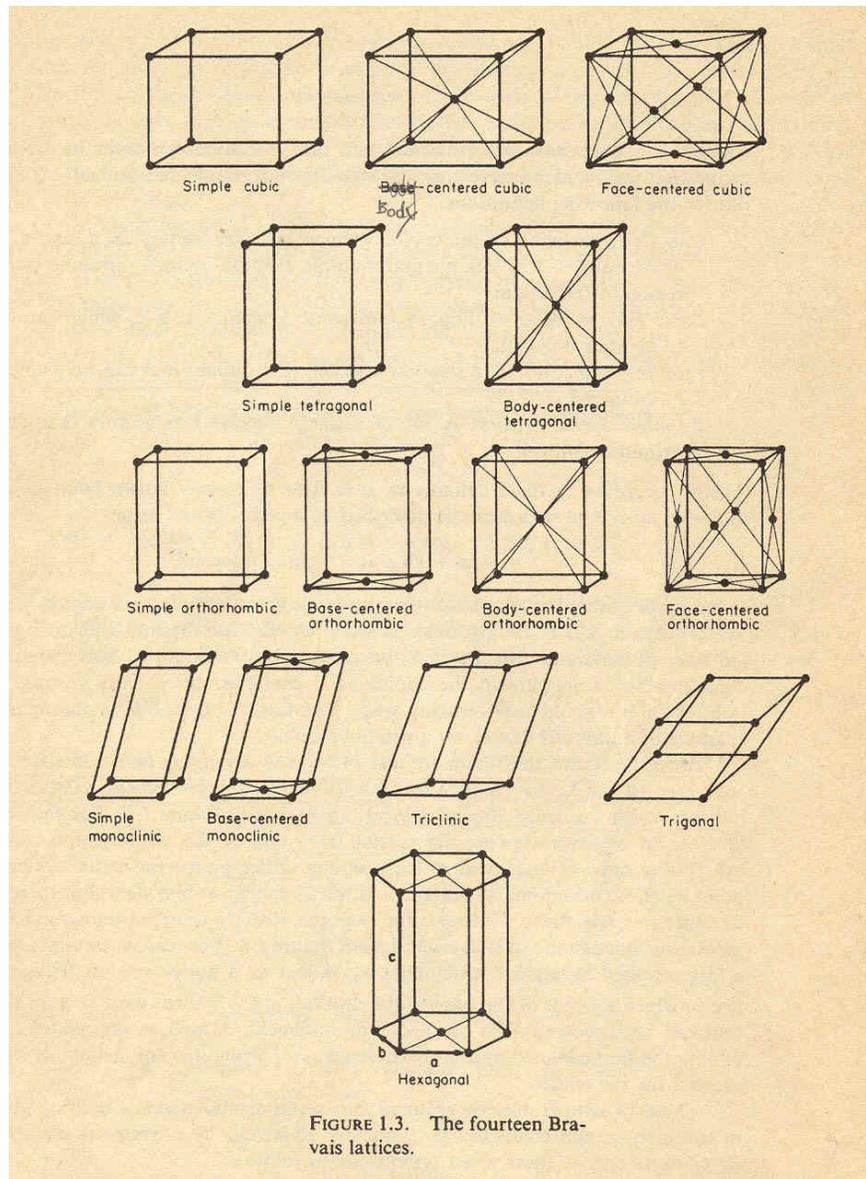 Simple cubic
Base-centered cubic
Face-centered cubic
Body
Simple tetragonal
Body-centered
tetragonal
Simple orthorhombic
Base-centered
orthorhombic
Body-centered
orthorhombic
Face-centered
orthorhombic
Simple
monoclinic
Base-centered
monoclinic
Triclinic
Trigonal
c
b
a
Hexagonal
FIGURE 1.3. The fourteen Bra-
vais lattices.